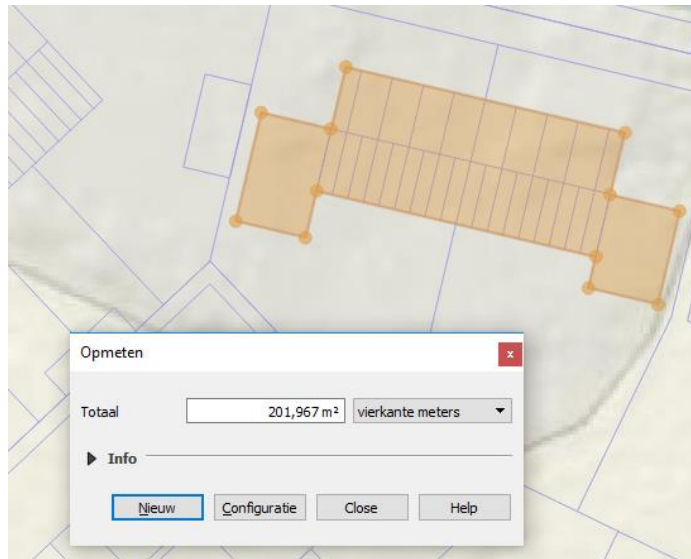 Opmeten
x
Totaal 201,967 m² vierkante meters
Info
Nieuw Configuratie Close Help